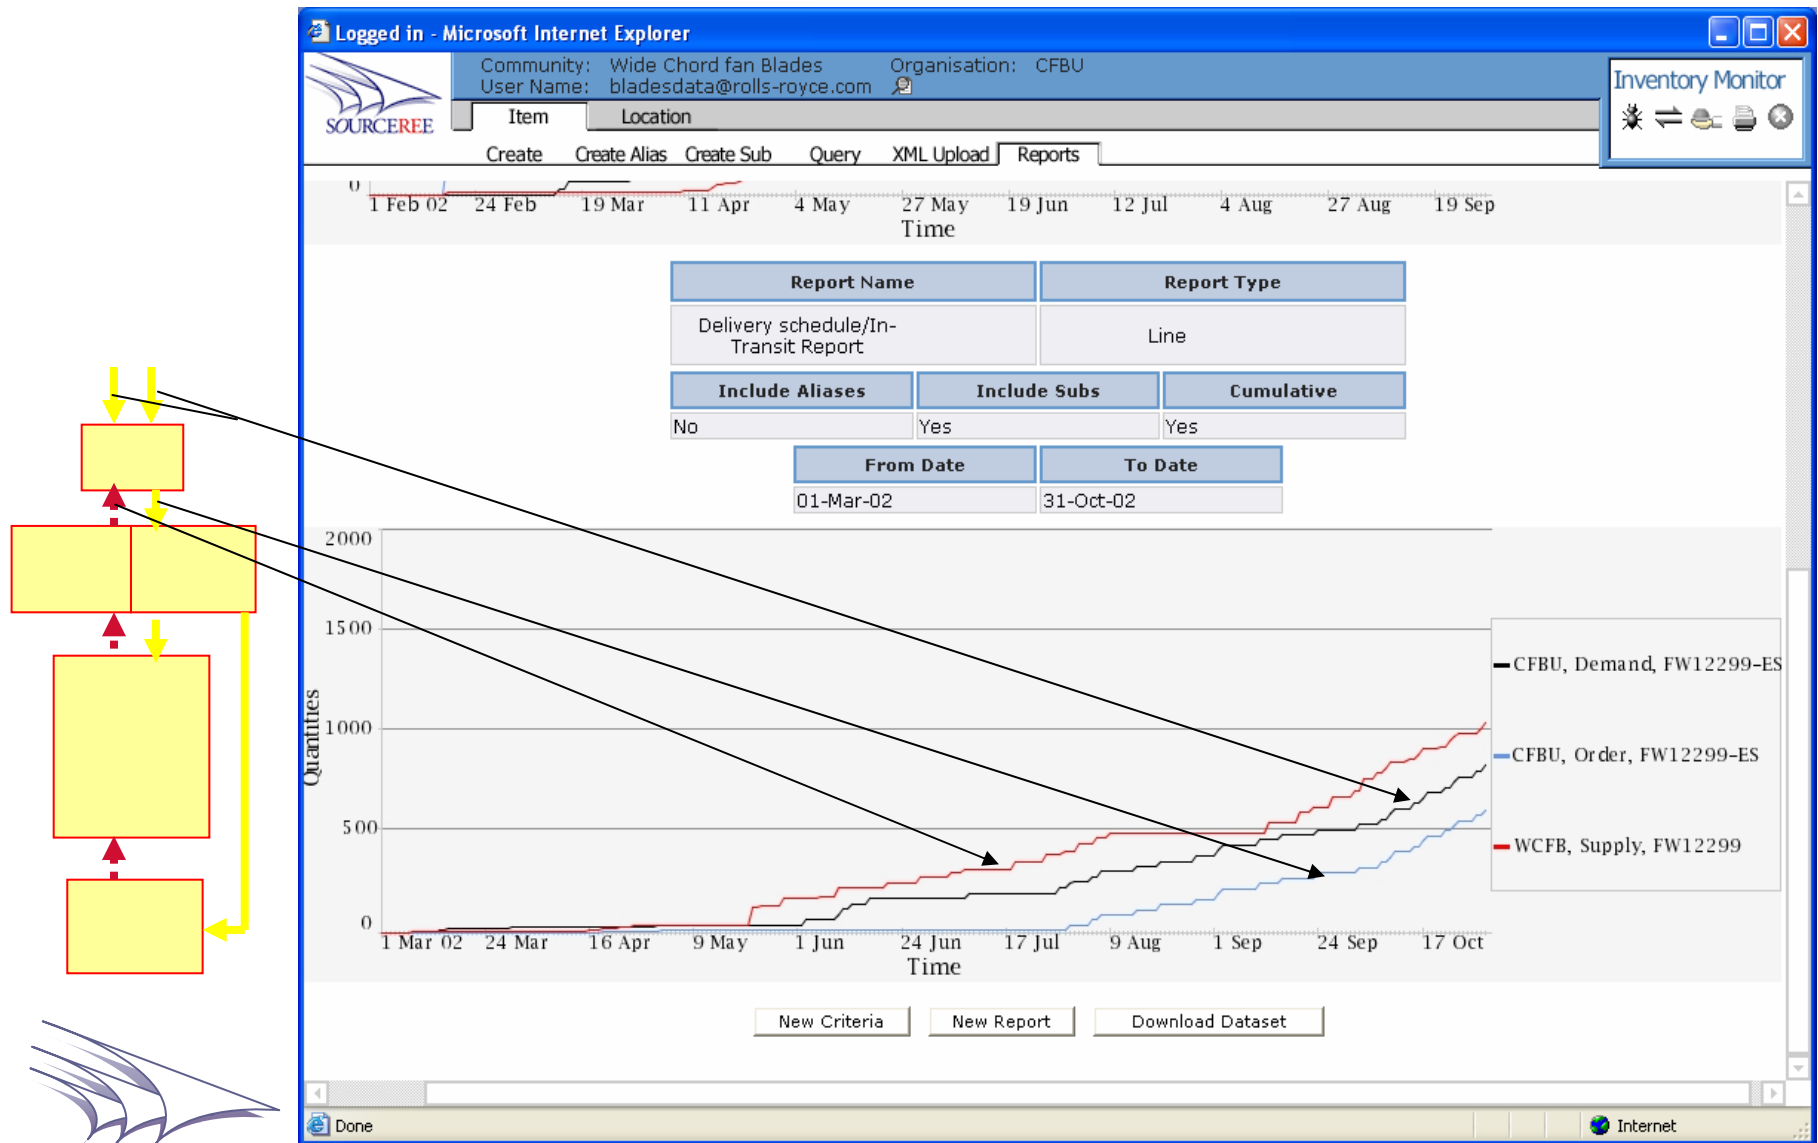 Logged in - Microsoft Internet Explorer
Community: Wide Chord fan Blades Organisation: CFBU
User Name: bladesdata@rolls-royce.com
Inventory Monitor
SOURCEREE
Item Location
Create Create Alias Create Sub Query XML Upload Reports
0
1 Feb 02 24 Feb 19 Mar 11 Apr 4 May 27 May 19 Jun 12 Jul 4 Aug 27 Aug 19 Sep
Time
Report Name Report Type
Delivery schedule/In-
Transit Report
Line
Include Aliases Include Subs Cumulative
No Yes Yes
From Date To Date
01-Mar-02 31-Oct-02
2000
1500
1000
500
0
Quantities
1 Mar 02 24 Mar 16 Apr 9 May 1 Jun 24 Jun 17 Jul 9 Aug 1 Sep 24 Sep 17 Oct
Time
CFBU, Demand, FW12299-ES
CFBU, Order, FW12299-ES
WCFB, Supply, FW12299
New Criteria New Report Download Dataset
Done Internet